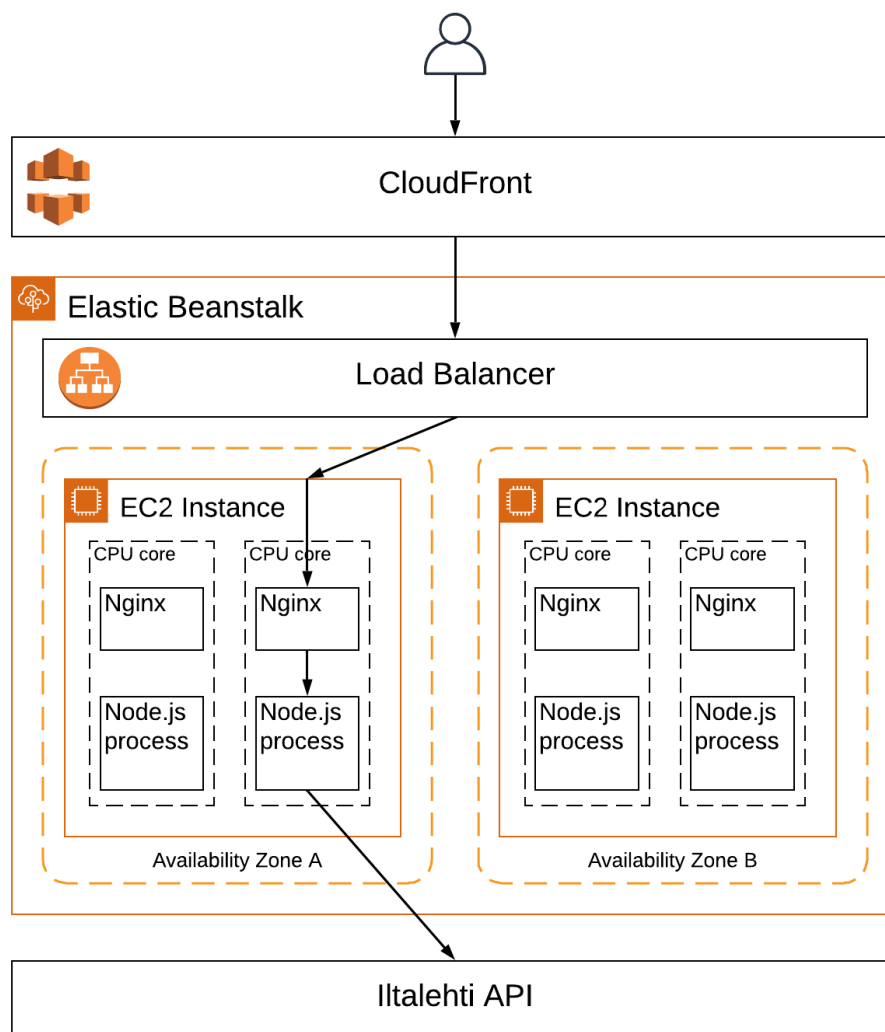 CloudFront
Elastic Beanstalk
Load Balancer
EC2 Instance
CPU core
Nginx
Node.js
process
CPU core
Nginx
Node.js
process
Availability Zone A
EC2 Instance
CPU core
Nginx
Node.js
process
CPU core
Nginx
Node.js
process
Availability Zone B
Iltalehti API